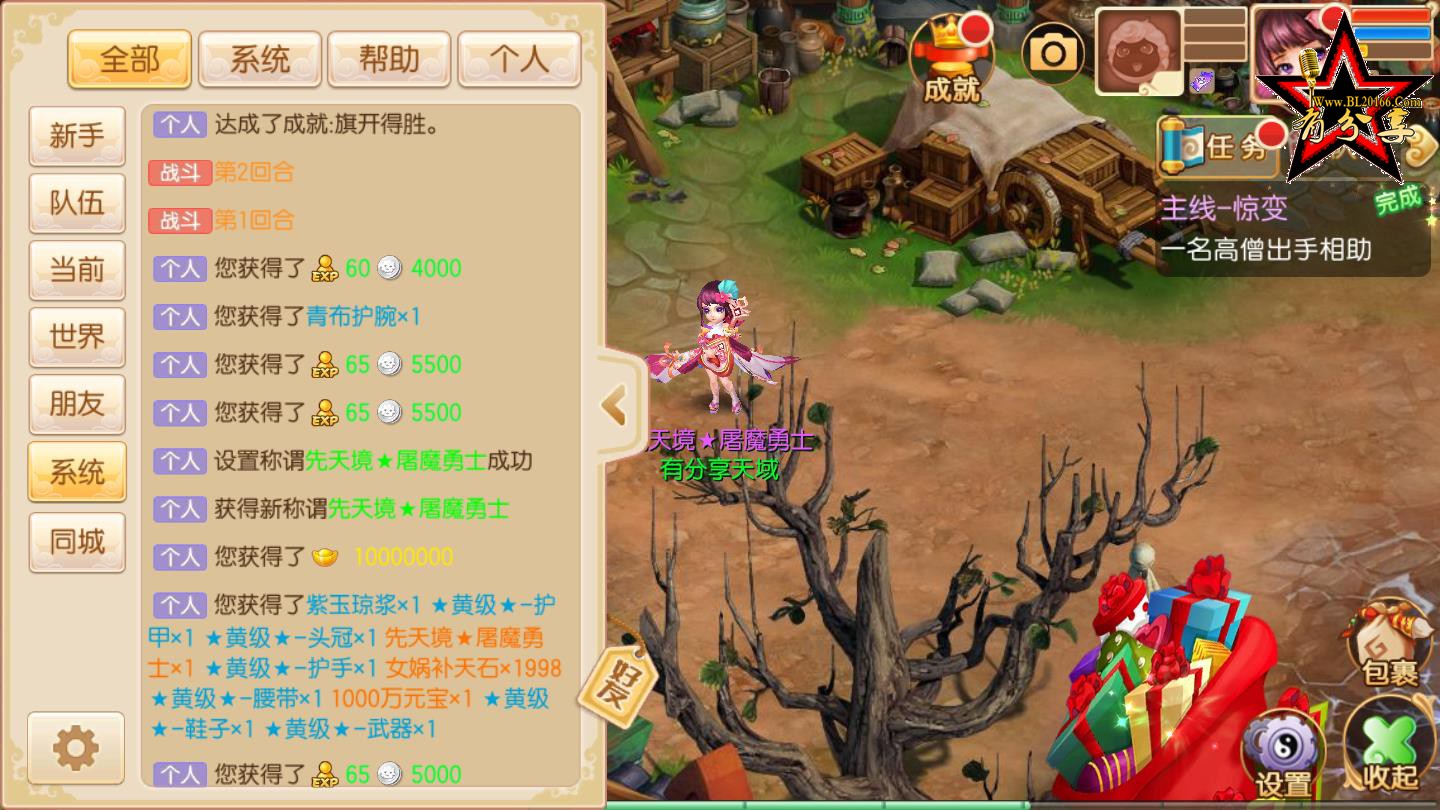 全部 系统 帮助 个人
新手
队伍
当前
世界
朋友
系统
同城
个人 达成了成就:旗开得胜。
战斗 第2回合
战斗 第1回合
个人 您获得了 EXP 60 4000
个人 您获得了青布护腕×1
个人 您获得了 EXP 65 5500
个人 您获得了 EXP 65 5500
个人 设置称谓先天境★屠魔勇士成功
个人 获得新称谓先天境★屠魔勇士
个人 您获得了 10000000
个人 您获得了紫玉琼浆×1 ★黄级★-护
甲×1 ★黄级★-头冠×1 先天境★屠魔勇
士×1 ★黄级★-护手×1 女娲补天石×1998
★黄级★-腰带×1 1000万元宝×1 ★黄级
★-鞋子×1 ★黄级★-武器×1
个人 您获得了 EXP 65 5000
好友
天境★屠魔勇士
有分享天域
成就
Www.BL20166.Com
有分享
任务
主线-惊变
完成
一名高僧出手相助
包裹
设置
收起